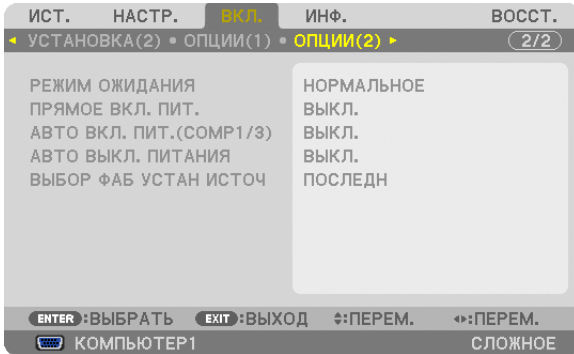 ИСТ. НАСТР. ВКЛ. ИНФ. ВОССТ.
УСТАНОВКА(2) • ОПЦИИ(1) • ОПЦИИ(2) 2/2
РЕЖИМ ОЖИДАНИЯ НОРМАЛЬНОЕ
ПРЯМОЕ ВКЛ. ПИТ. ВЫКЛ.
АВТО ВКЛ. ПИТ.(COMP1/3) ВЫКЛ.
АВТО ВЫКЛ. ПИТАНИЯ ВЫКЛ.
ВЫБОР ФАБ УСТАН ИСТОЧ ПОСЛЕДН
ENTER :ВЫБРАТЬ EXIT :ВЫХОД :ПЕРЕМ. :ПЕРЕМ.
КОМПЬЮТЕР1 СЛОЖНОЕ